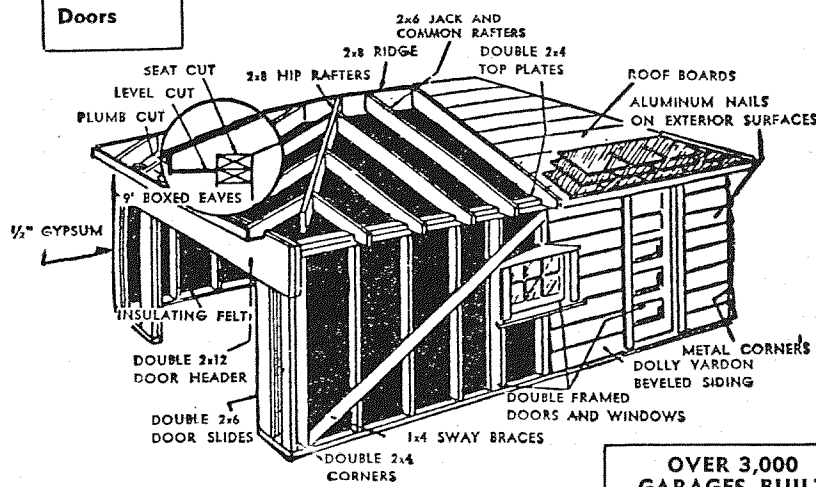 Doors
2x6 JACK AND
COMMON RAFTERS
2x8 RIDGE
DOUBLE 2x4
TOP PLATES
SEAT CUT
2x8 HIP RAFTERS
LEVEL CUT
PLUMB CUT
ROOF BOARDS
ALUMINUM NAILS
ON EXTERIOR SURFACES
9' BOXED EAVES
1/2" GYPSUM
INSULATING FELT
DOUBLE 2x12
DOOR HEADER
DOUBLE 2x6
DOOR SLIDES
METAL CORNERS
DOLLY VARDON
BEVELED SIDING
DOUBLE FRAMED
DOORS AND WINDOWS
1x4 SWAY BRACES
DOUBLE 2x4
CORNERS
OVER 3,000
GARAGES BUILT